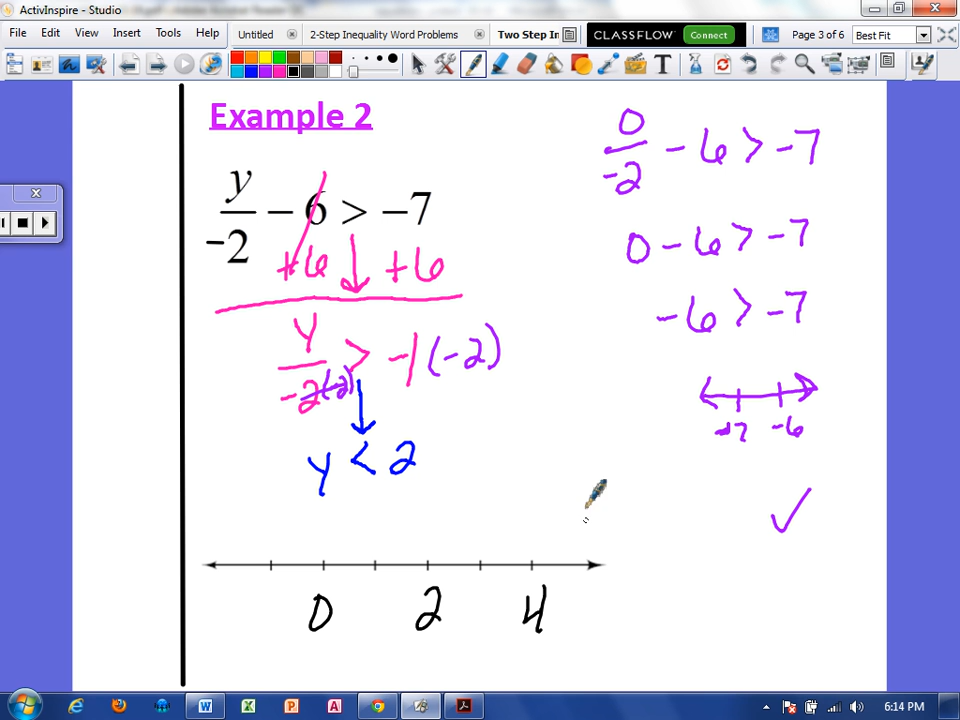 ActivInspire - Studio
File Edit View Insert Tools Help
Untitled
2-Step Inequality Word Problems
Two Step In
CLASSFLOW Connect
Page 3 of 6
Best Fit
Example 2
y/-2 - 6 > -7
+6 +6
y/-2 (-2) > -1 (-2)
y < 2
0 2 4
0/-2 - 6 > -7
0 - 6 > -7
-6 > -7
-7 -6
✓
6:14 PM